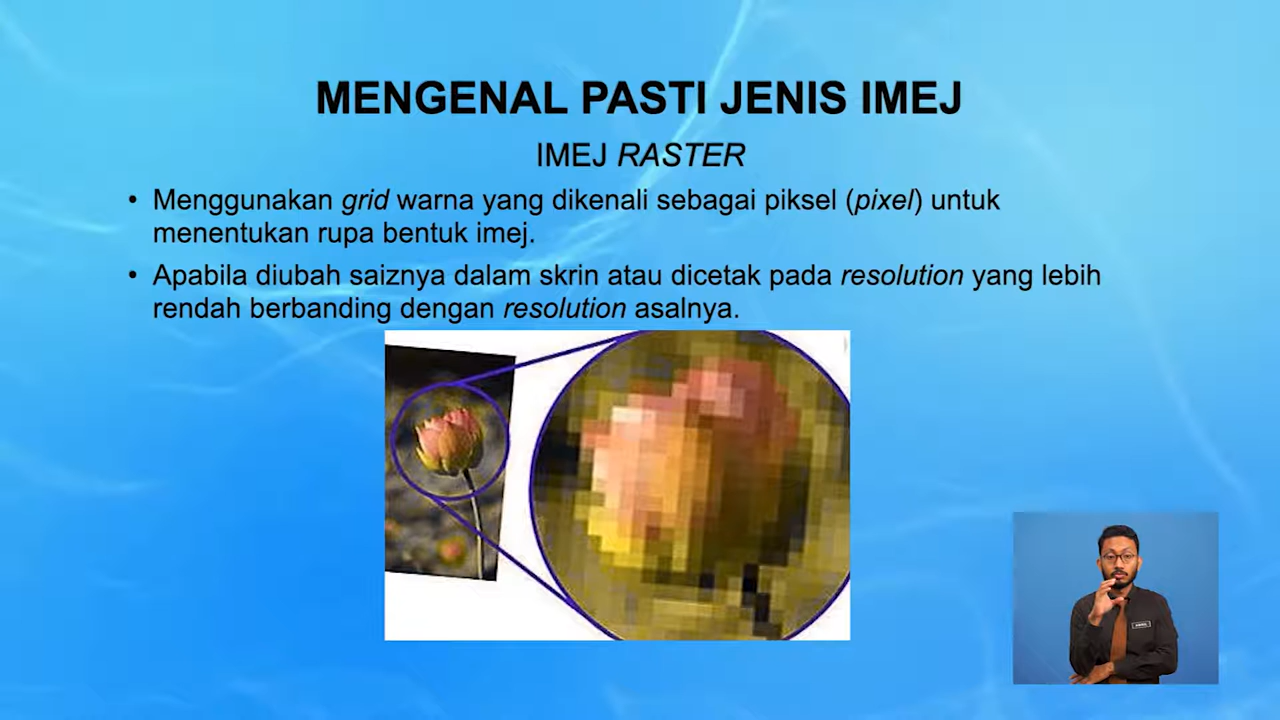 MENGENAL PASTI JENIS IMEJ
IMEJ RASTER
• Menggunakan grid warna yang dikenali sebagai piksel (pixel) untuk
menentukan rupa bentuk imej.
• Apabila diubah saiznya dalam skrin atau dicetak pada resolution yang lebih
rendah berbanding dengan resolution asalnya.